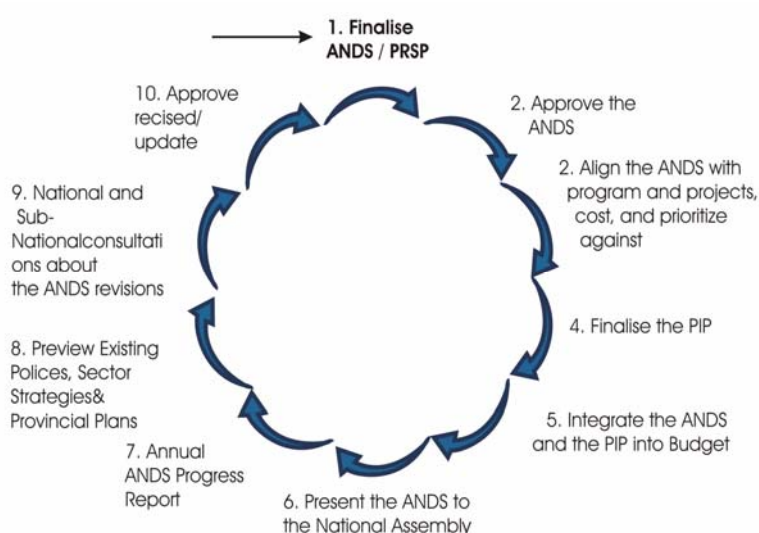 1. Finalise
ANDS / PRSP
2. Approve the
ANDS
2. Align the ANDS with
program and projects,
cost, and prioritize
against
4. Finalise the PIP
5. Integrate the ANDS
and the PIP into Budget
6. Present the ANDS to
the National Assembly
7. Annual
ANDS Progress
Report
8. Preview Existing
Polices, Sector
Strategies&
Provincial Plans
9. National and
Sub-
Nationalconsultati
ons about
the ANDS revisions
10. Approve
recised/
update